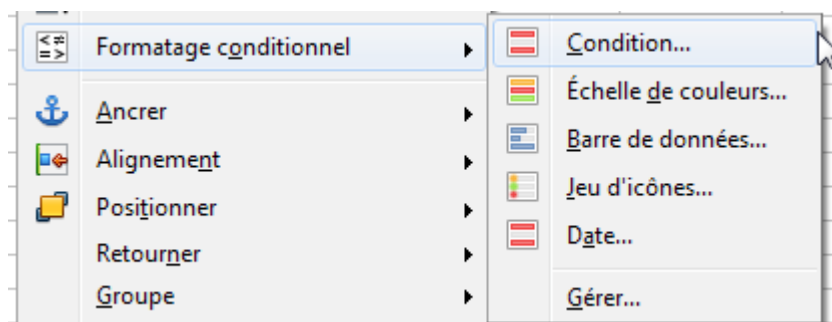 Formatage conditionnel
Ancrer
Alignement
Positionner
Retourner
Groupe
Condition...
Échelle de couleurs...
Barre de données...
Jeu d'icônes...
Date...
Gérer...